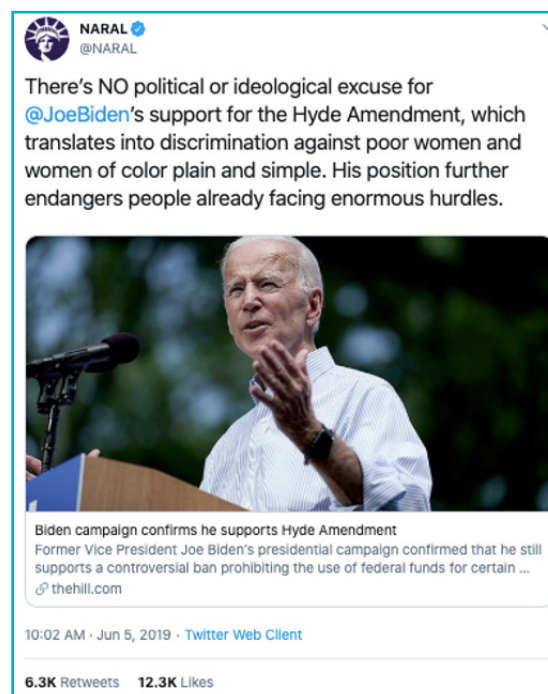 NARAL
@NARAL
There's NO political or ideological excuse for
@JoeBiden's support for the Hyde Amendment, which
translates into discrimination against poor women and
women of color plain and simple. His position further
endangers people already facing enormous hurdles.
Biden campaign confirms he supports Hyde Amendment
Former Vice President Joe Biden's presidential campaign confirmed that he still
supports a controversial ban prohibiting the use of federal funds for certain ...
thehill.com
10:02 AM · Jun 5, 2019 · Twitter Web Client
6.3K Retweets 12.3K Likes